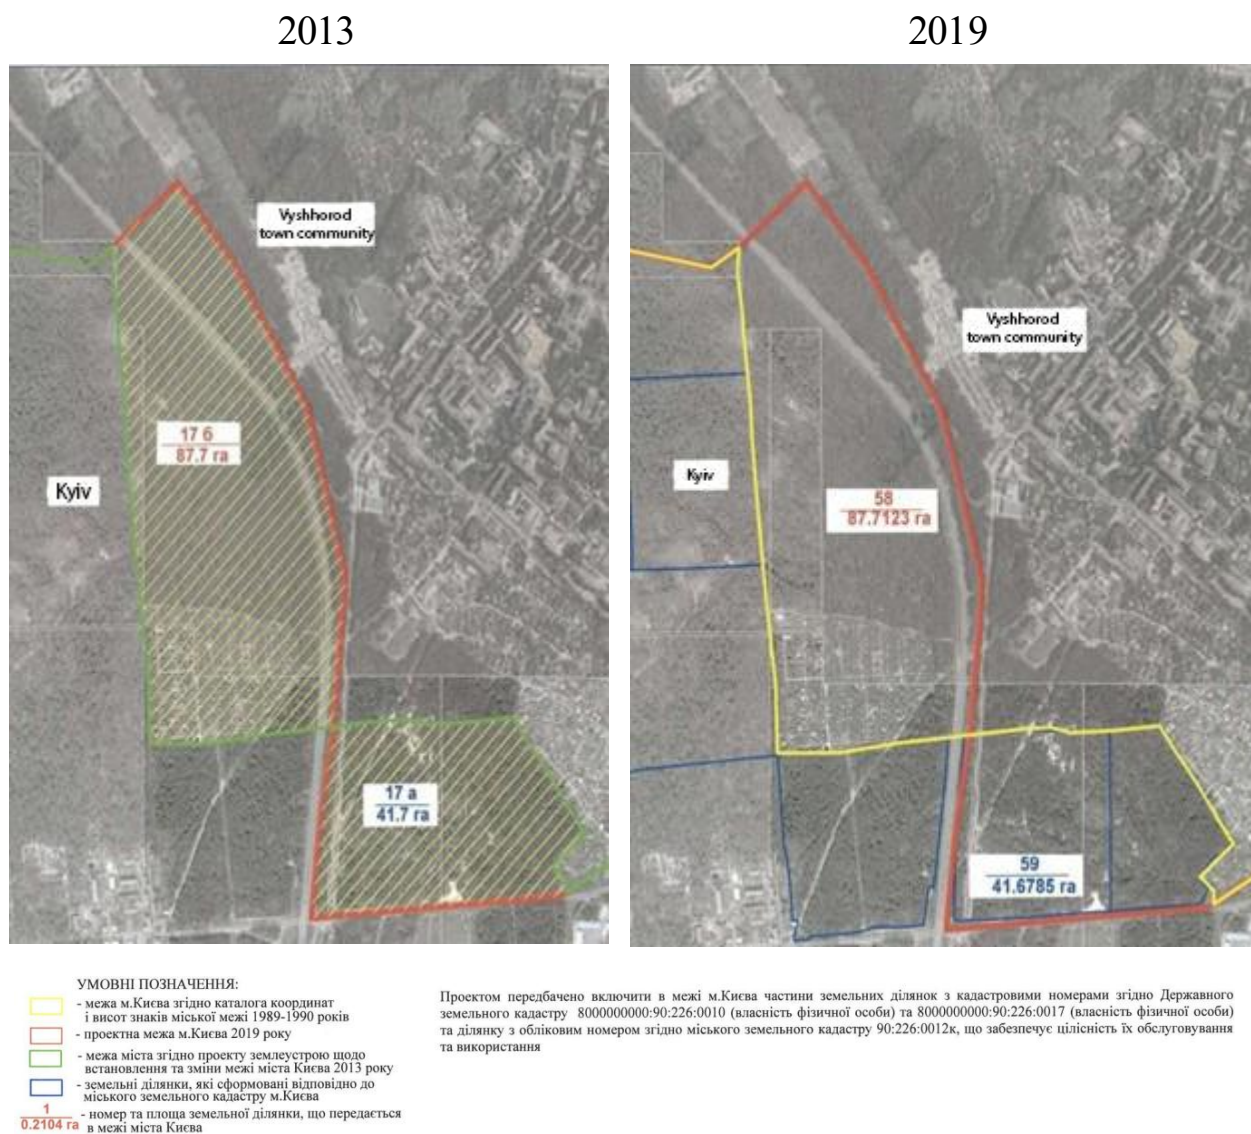 2013
2019
Vyshhorod
town community
17 б
87.7 га
Kyiv
17 а
41.7 га
Vyshhorod
town community
Kyiv
58
87.7123 га
59
41.6785 га
УМОВНІ ПОЗНАЧЕННЯ:
- межа м.Києва згідно каталога координат
і висот знаків міської межі 1989-1990 років
- проектна межа м.Києва 2019 року
- межа міста згідно проекту землеустрою щодо
встановлення та зміни межі міста Києва 2013 року
- земельні ділянки, які сформовані відповідно до
міського земельного кадастру м.Києва
1
0.2104 га
- номер та площа земельної ділянки, що передається
в межі міста Києва
Проектом передбачено включити в межі м.Києва частини земельних ділянок з кадастровими номерами згідно Державного
земельного кадастру 8000000000:90:226:0010 (власність фізичної особи) та 8000000000:90:226:0017 (власність фізичної особи)
та ділянку з обліковим номером згідно міського земельного кадастру 90:226:0012к, що забезпечує цілісність їх обслуговування
та використання